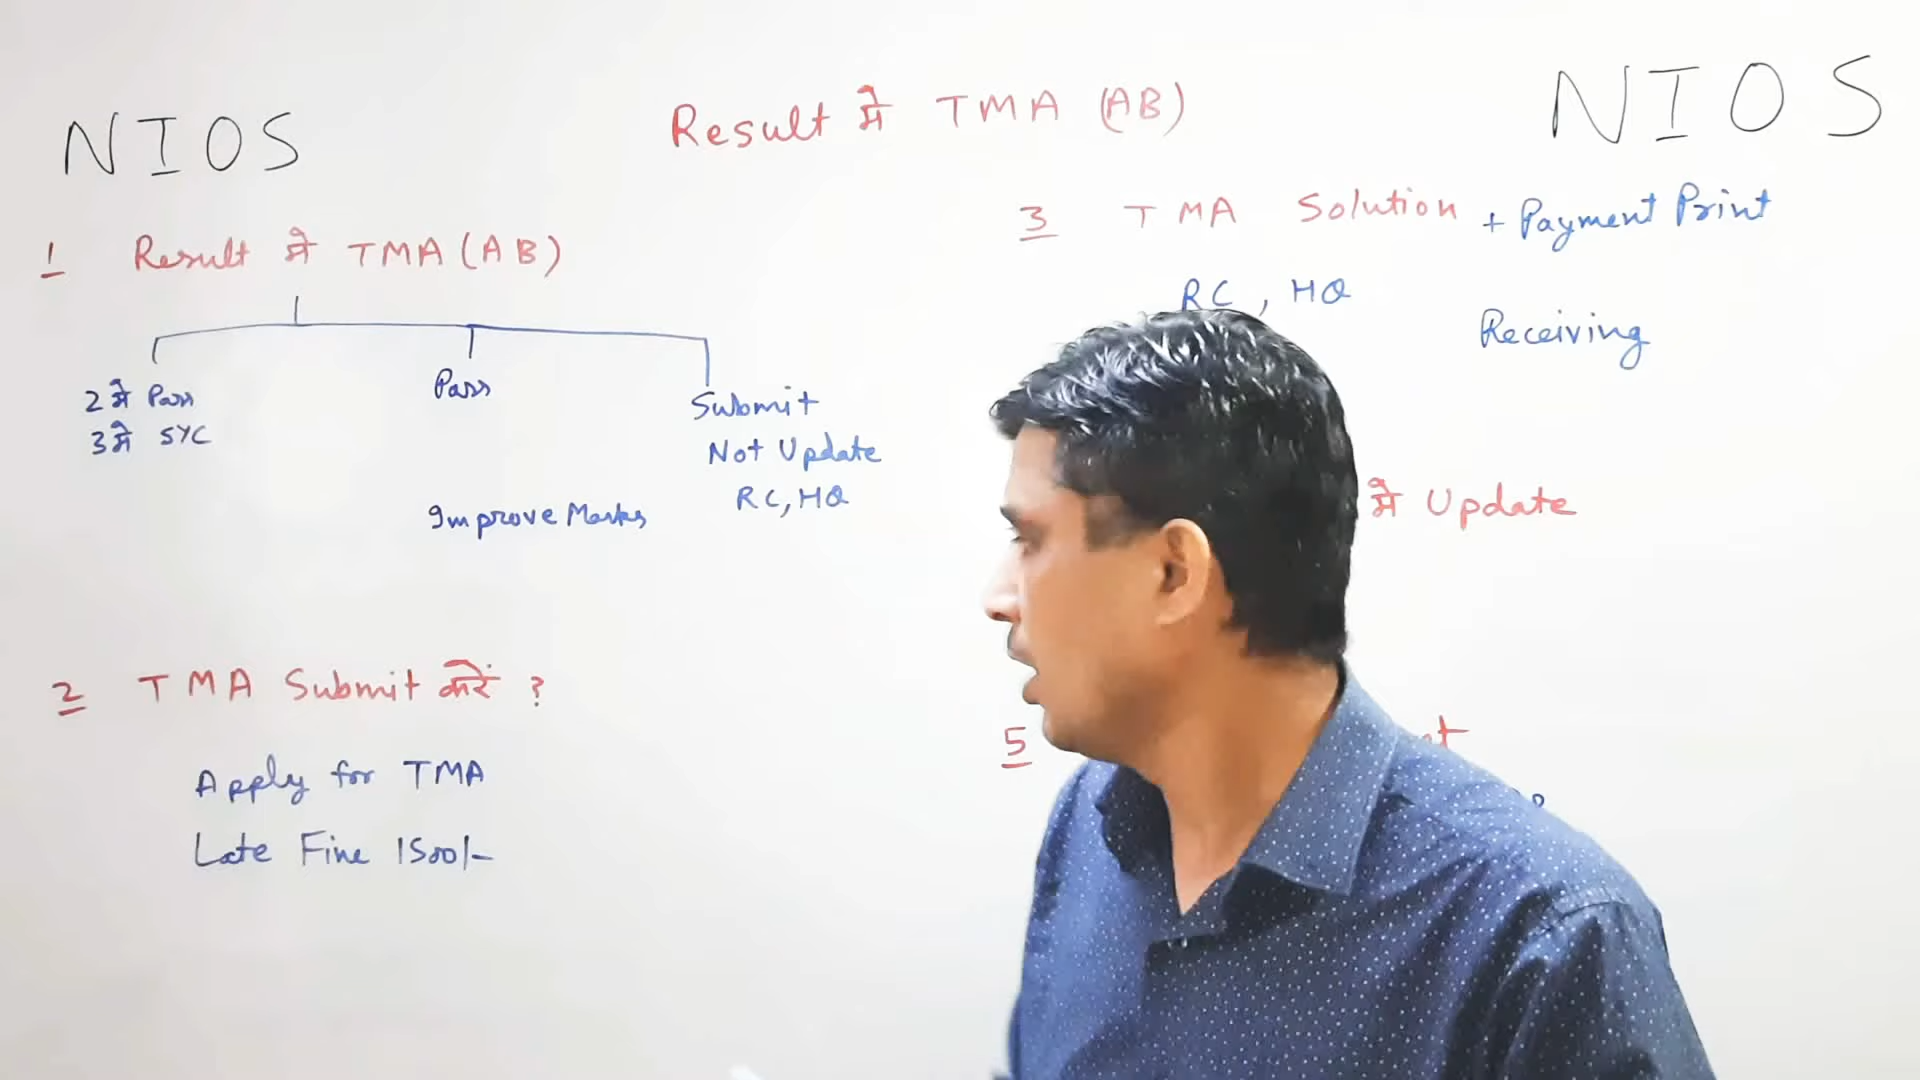 NIOS
Result मे TMA (AB)
NIOS
1 Result मे TMA (AB)
2 मे Pass
3 मे SYC
Pass
Improve Marks
Submit
Not Update
RC, HQ
2 TMA Submit करें ?
Apply for TMA
Late Fine 1500/-
3 TMA Solution + Payment Print
RC, HQ
Receiving
मे Update
5